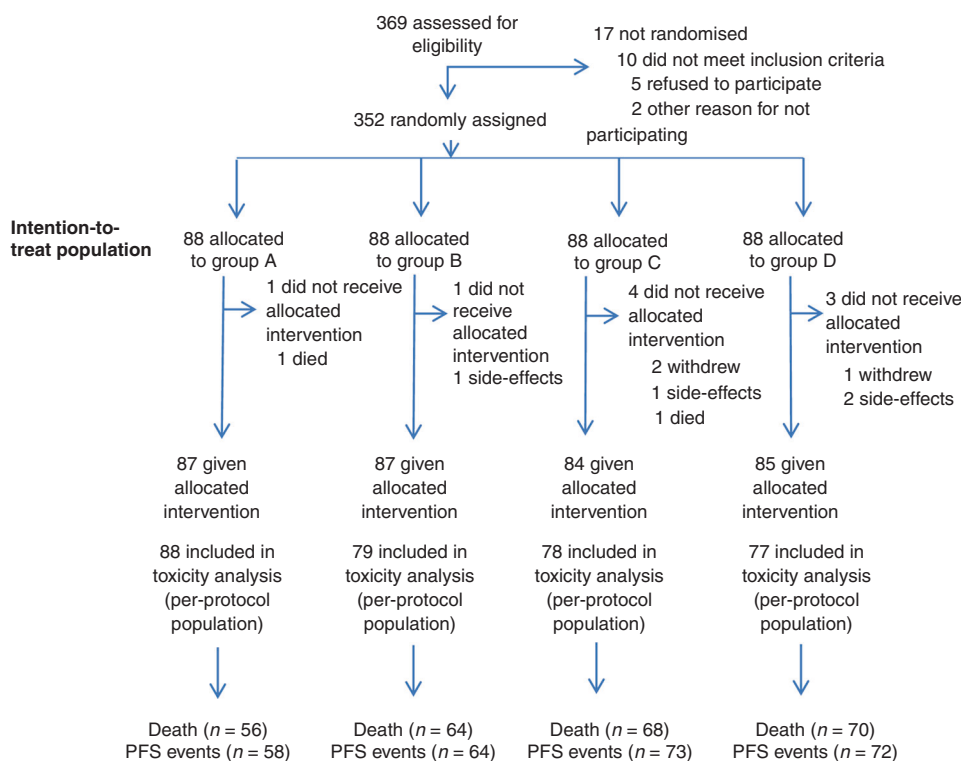 369 assessed for
eligibility
17 not randomised
10 did not meet inclusion criteria
5 refused to participate
2 other reason for not
participating
352 randomly assigned
Intention-to-
treat population
88 allocated
to group A
88 allocated
to group B
88 allocated
to group C
88 allocated
to group D
1 did not receive
allocated
intervention
1 died
1 did not
receive
allocated
intervention
1 side-effects
4 did not receive
allocated
intervention
2 withdrew
1 side-effects
1 died
3 did not receive
allocated
intervention
1 withdrew
2 side-effects
87 given
allocated
intervention
87 given
allocated
intervention
84 given
allocated
intervention
85 given
allocated
intervention
88 included in
toxicity analysis
(per-protocol
population)
79 included in
toxicity analysis
(per-protocol
population)
78 included in
toxicity analysis
(per-protocol
population)
77 included in
toxicity analysis
(per-protocol
population)
Death (n = 56)
PFS events (n = 58)
Death (n = 64)
PFS events (n = 64)
Death (n = 68)
PFS events (n = 73)
Death (n = 70)
PFS events (n = 72)